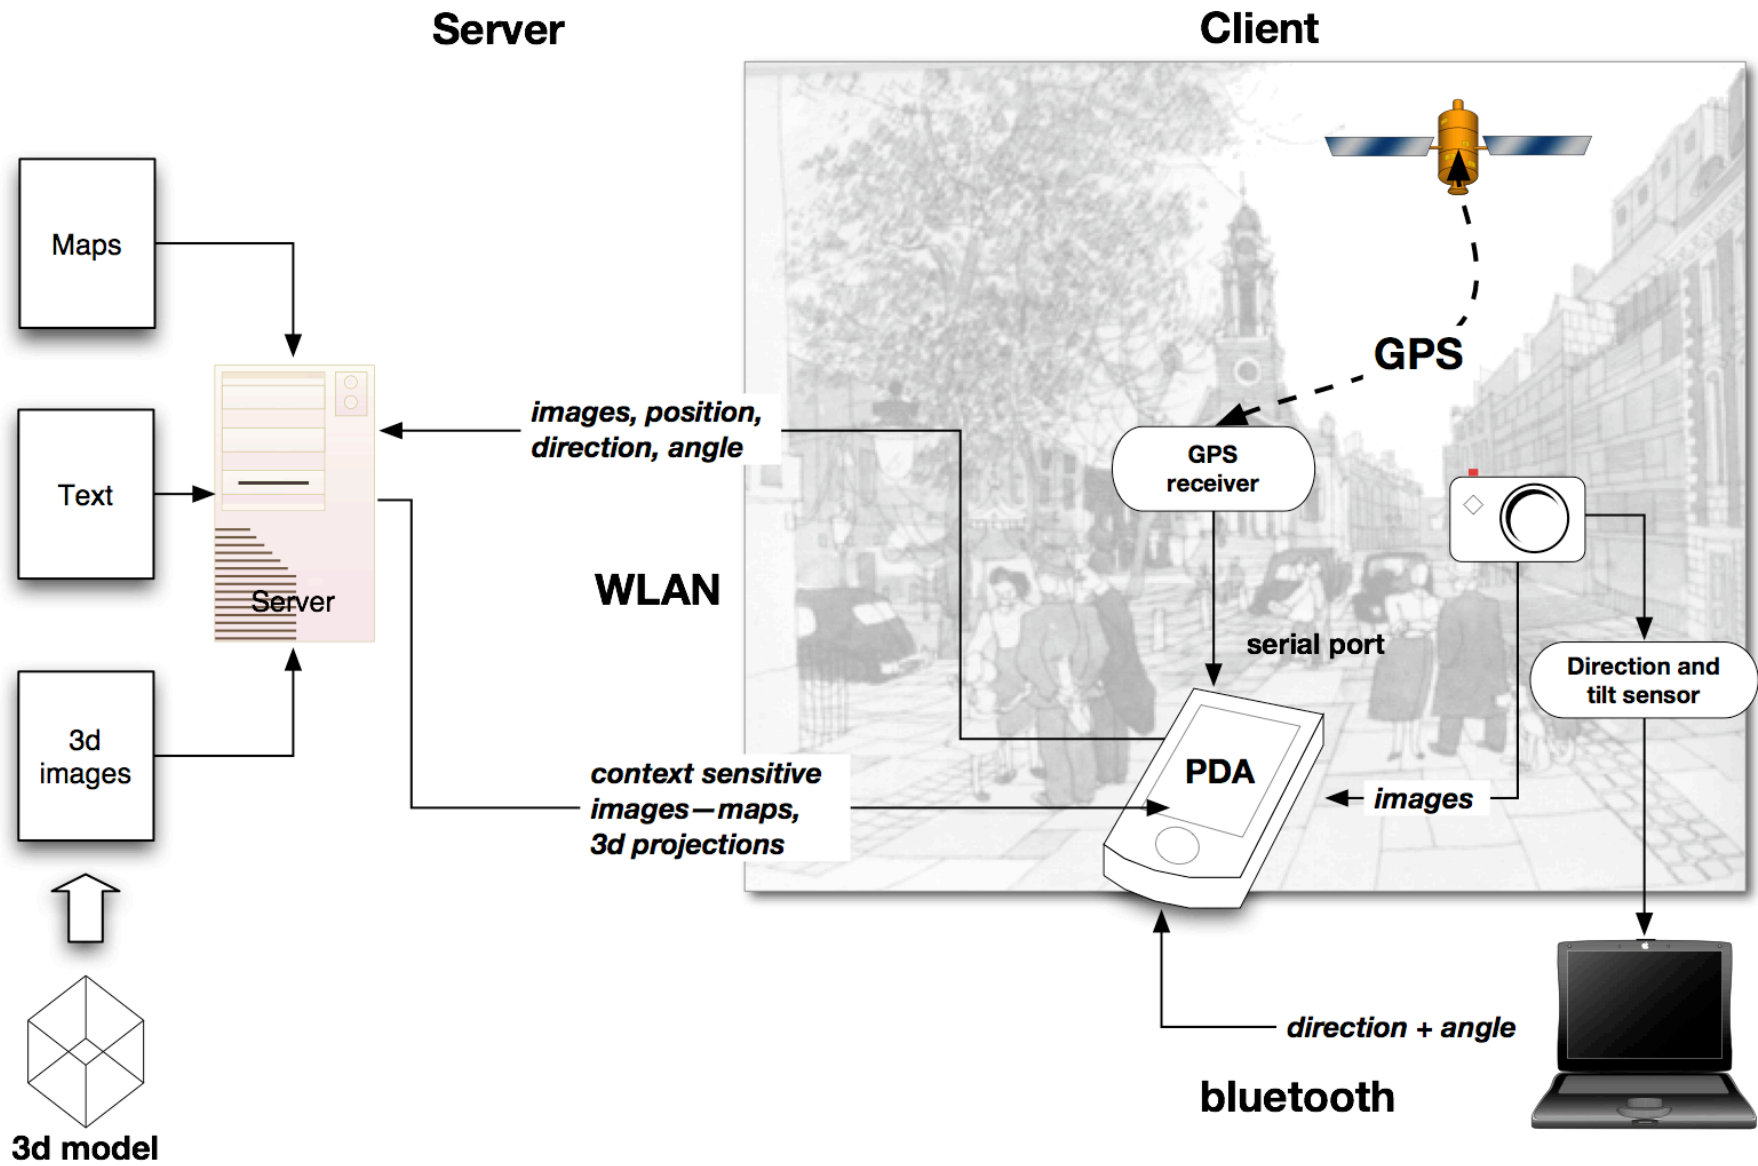 Server
Client
Maps
Text
3d
images
3d model
Server
images, position,
direction, angle
WLAN
context sensitive
images—maps,
3d projections
GPS
GPS
receiver
serial port
Direction and
tilt sensor
PDA
images
direction + angle
bluetooth